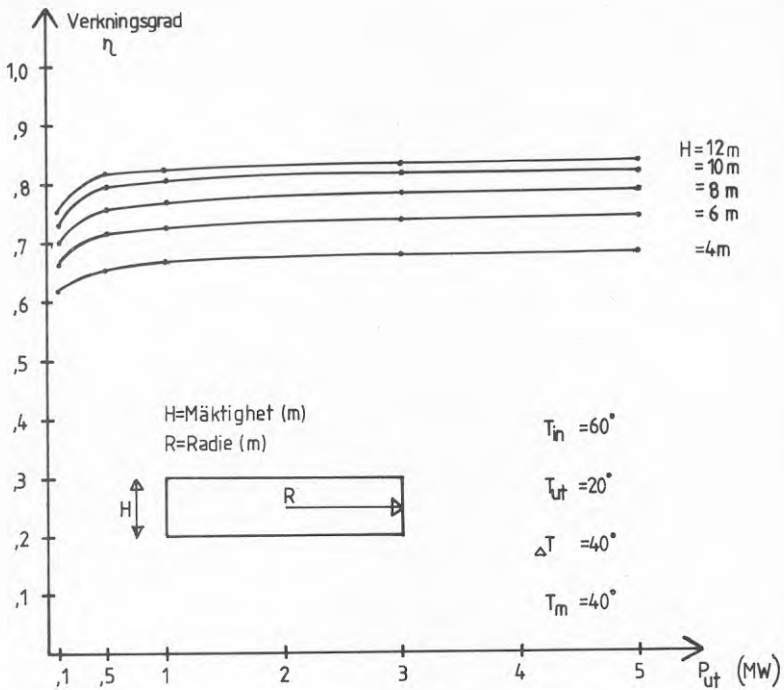 Verkningsgrad
η
1,0
,9
,8
,7
,6
,5
,4
,3
,2
,1
H=12m
=10m
=8m
=6m
=4m
H=Mäktighet (m)
R=Radie (m)
H
R
Tin =60°
Tut =20°
△T =40°
Tm =40°
,1 ,5 1 2 3 4 5 Put (MW)